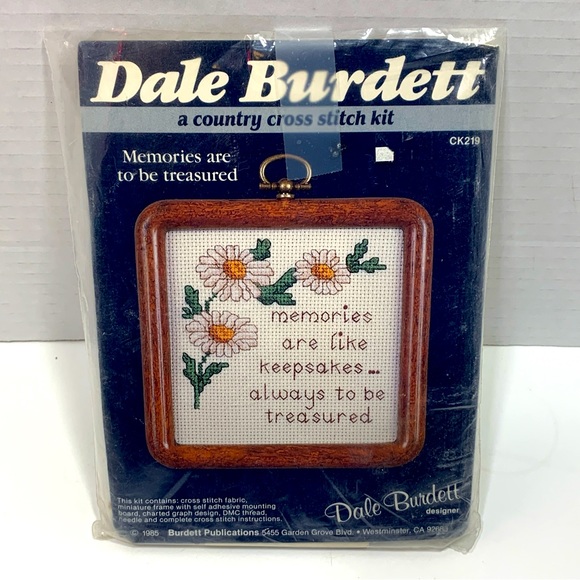 Dale Burdett
a country cross stitch kit
CK219
Memories are
to be treasured
memories
are like
keepsakes...
always to be
treasured
This kit contains: cross stitch fabric,
miniature frame with self adhesive mounting
board, charted graph design, DMC thread,
needle and complete cross stitch instructions.
Dale Burdett
designer
© 1985 Burdett Publications 5455 Garden Grove Blvd. • Westminster, CA 92683